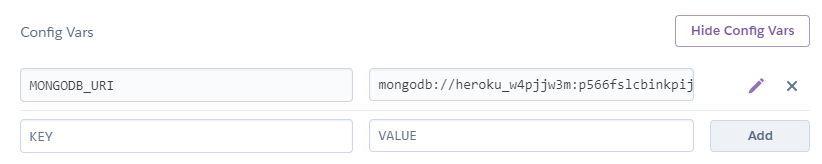 Config Vars
Hide Config Vars
MONGODB_URI
mongodb://heroku_w4pjjw3m:p566fslcbinkpij
KEY
VALUE
Add